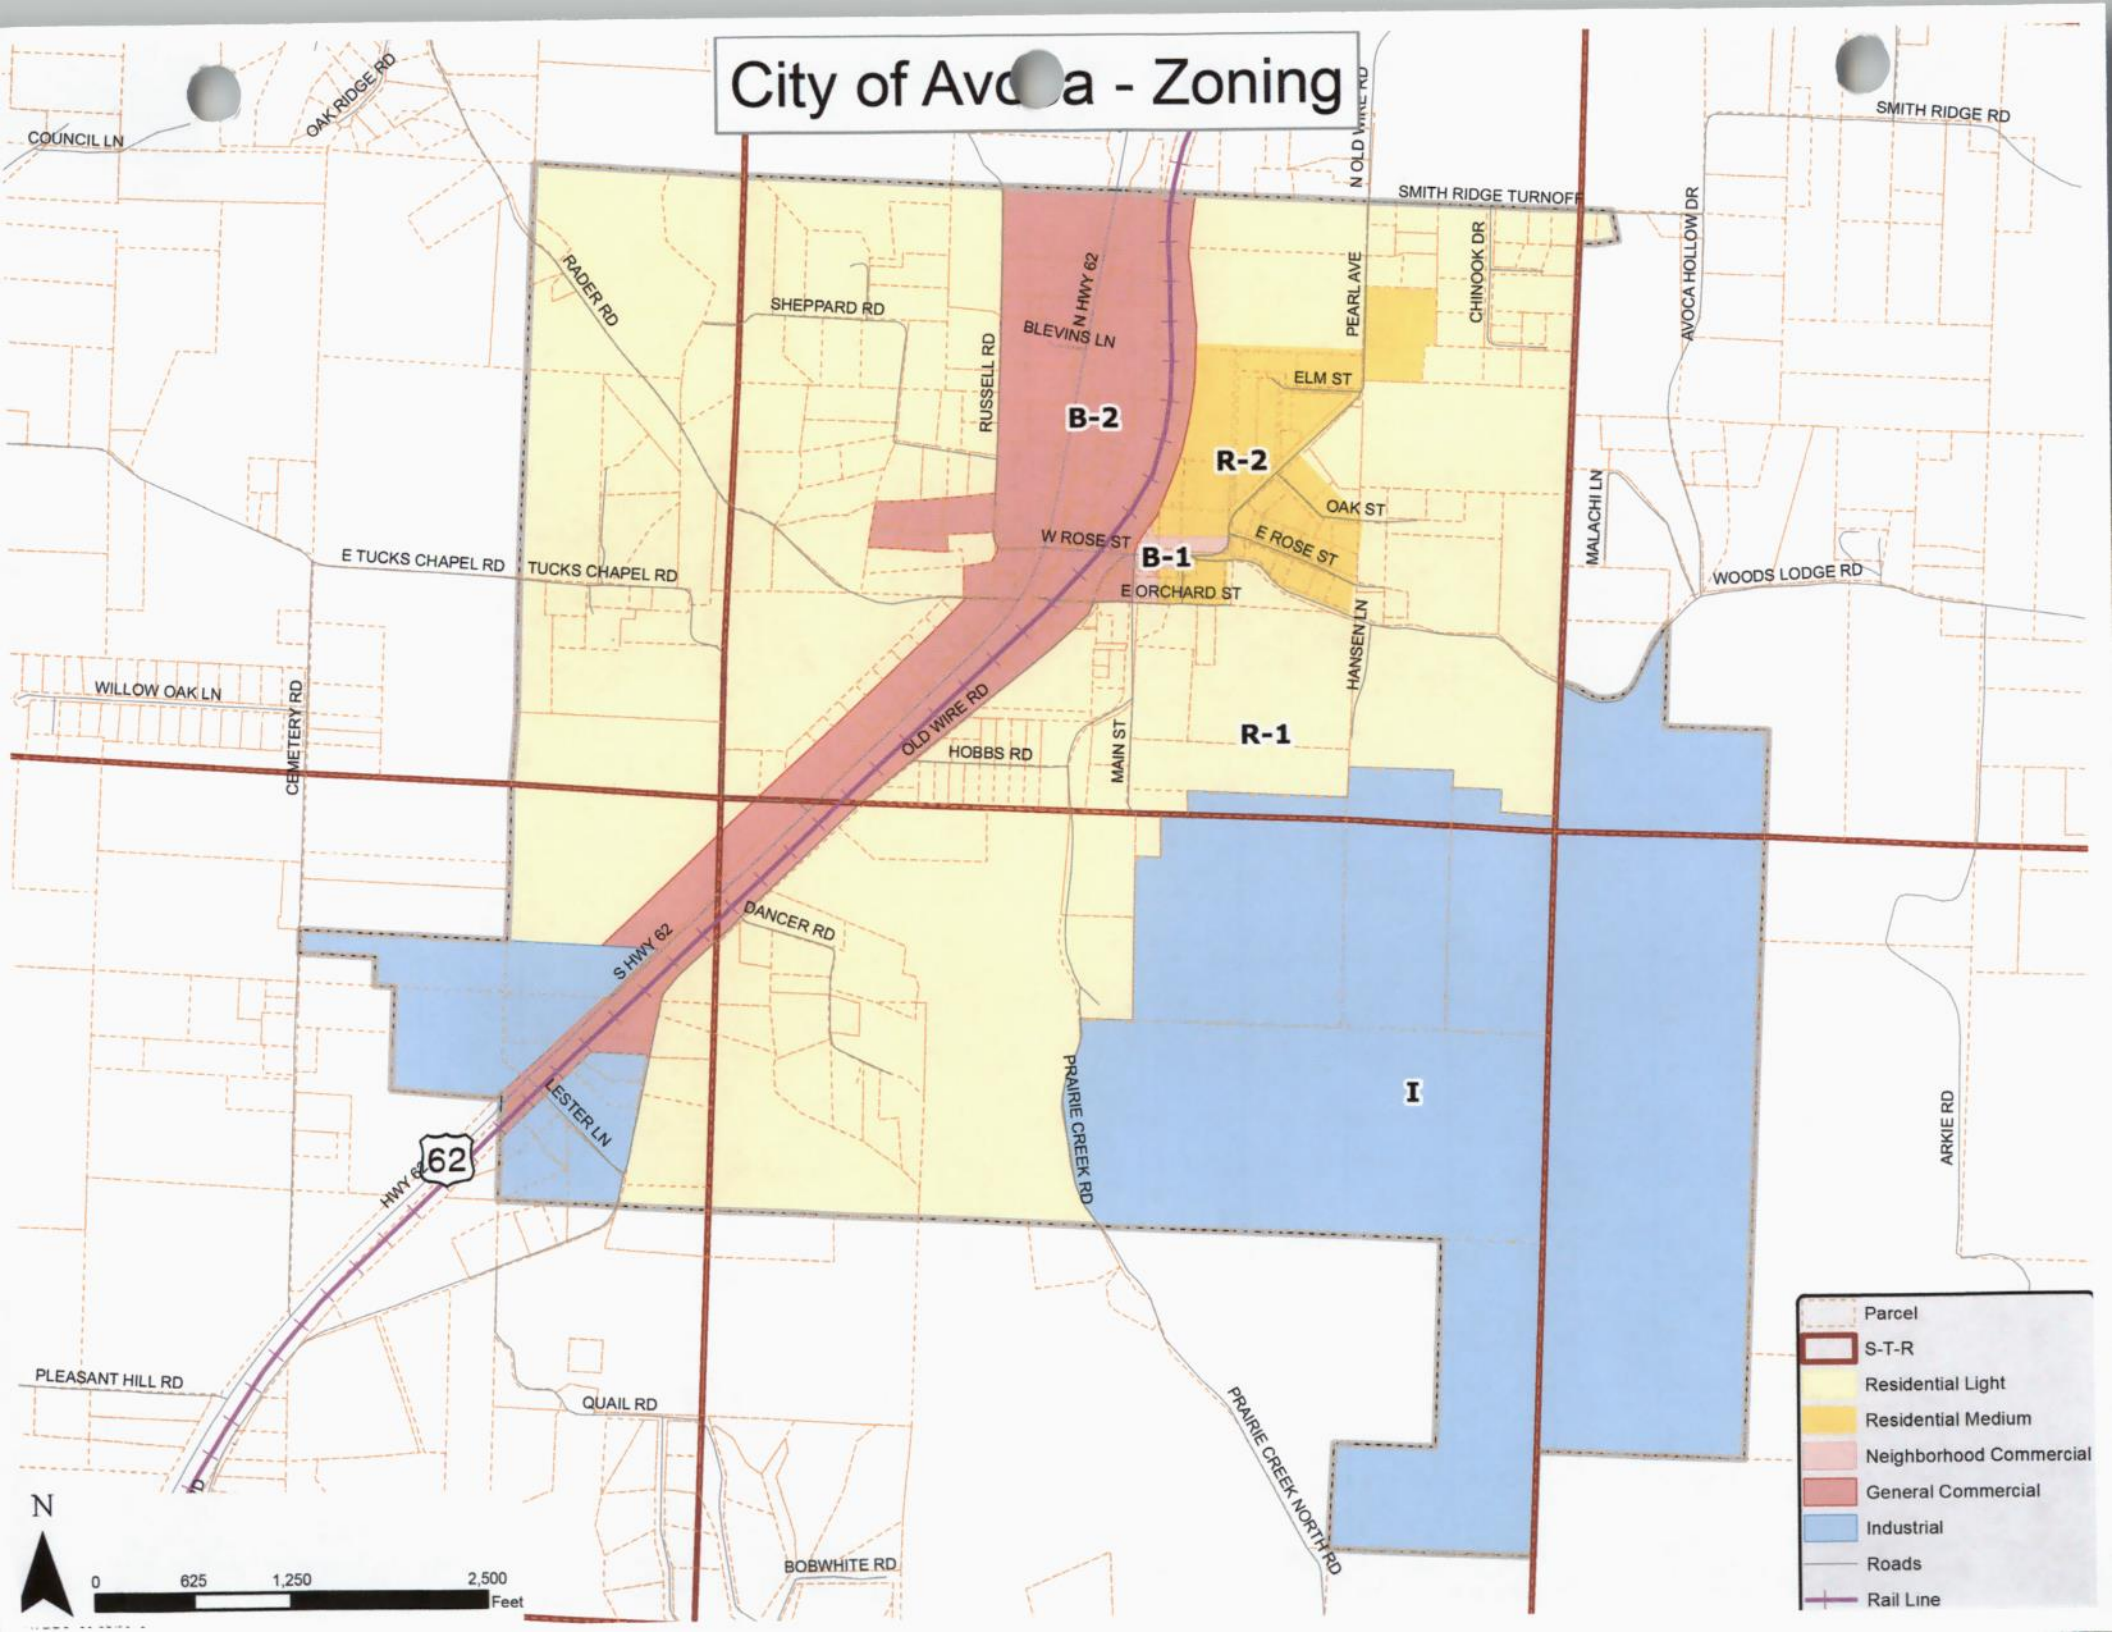 City of Avo a - Zoning
OAK RIDGE RD
COUNCIL LN
SMITH RIDGE RD
N OLD WIRE RD
SMITH RIDGE TURNOFF
AVOCA HOLLOW DR
CHINOOK DR
PEARL AVE
RADER RD
SHEPPARD RD
N HWY 62
BLEVINS LN
RUSSELL RD
ELM ST
B-2
R-2
OAK ST
MALACHI LN
W ROSE ST
B-1
E ROSE ST
E TUCKS CHAPEL RD
TUCKS CHAPEL RD
WOODS LODGE RD
E ORCHARD ST
HANSEN LN
WILLOW OAK LN
CEMETERY RD
OLD WIRE RD
HOBBS RD
MAIN ST
R-1
DANCER RD
S HWY 62
LESTER LN
PRAIRIE CREEK RD
I
ARKIE RD
62
HWY 62
PLEASANT HILL RD
QUAIL RD
PRAIRIE CREEK NORTH RD
BOBWHITE RD
N
0 625 1,250 2,500
Feet
Parcel
S-T-R
Residential Light
Residential Medium
Neighborhood Commercial
General Commercial
Industrial
Roads
Rail Line